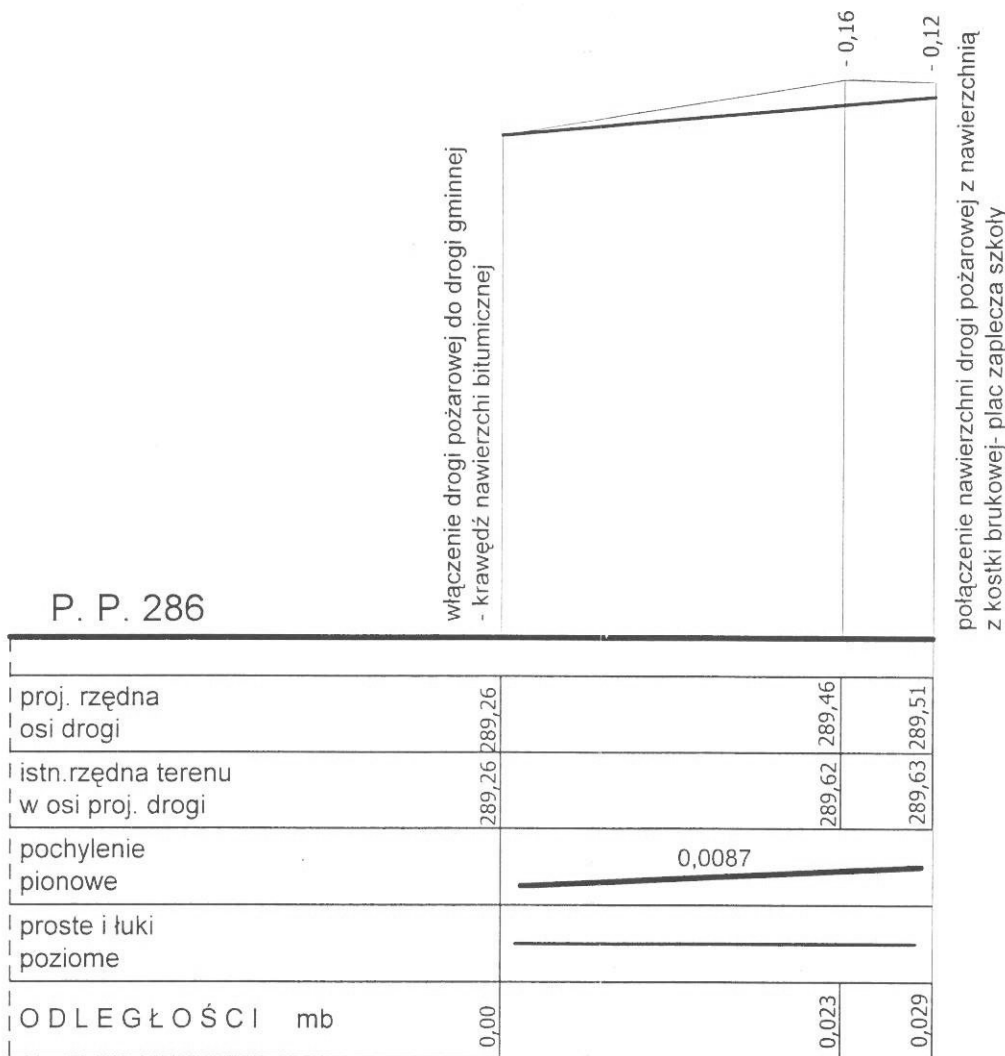 - 0,16
- 0,12
włączenie drogi pożarowej do drogi gminnej
- krawędź nawierzchi bitumicznej
połączenie nawierzchni drogi pożarowej z nawierzchnią
z kostki brukowej- plac zaplecza szkoły
P. P. 286
proj. rzędna
osi drogi
289,26
289,46
289,51
istn.rzędna terenu
w osi proj. drogi
289,26
289,62
289,63
pochylenie
pionowe
0,0087
proste i łuki
poziome
ODLEGŁOŚCI mb
0,00
0,023
0,029